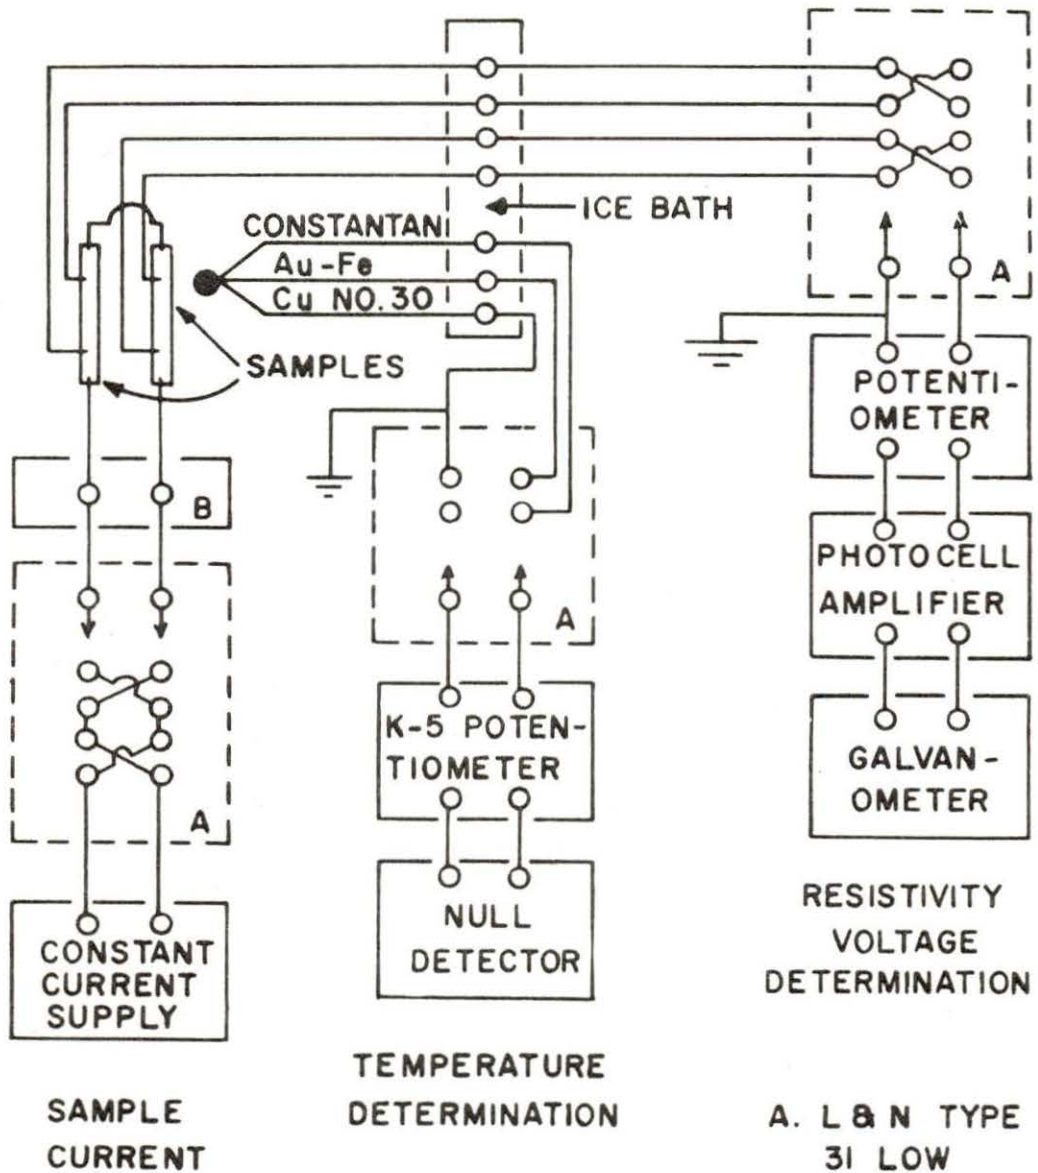 ICE BATH
CONSTANTAN
Au-Fe
Cu NO.30
SAMPLES
A
POTENTI-
OMETER
B
PHOTOCELL
AMPLIFIER
A
K-5 POTEN-
TIOMETER
GALVAN-
OMETER
A
NULL
DETECTOR
CONSTANT
CURRENT
SUPPLY
RESISTIVITY
VOLTAGE
DETERMINATION
TEMPERATURE
DETERMINATION
SAMPLE
CURRENT
A. L & N TYPE
31 LOW